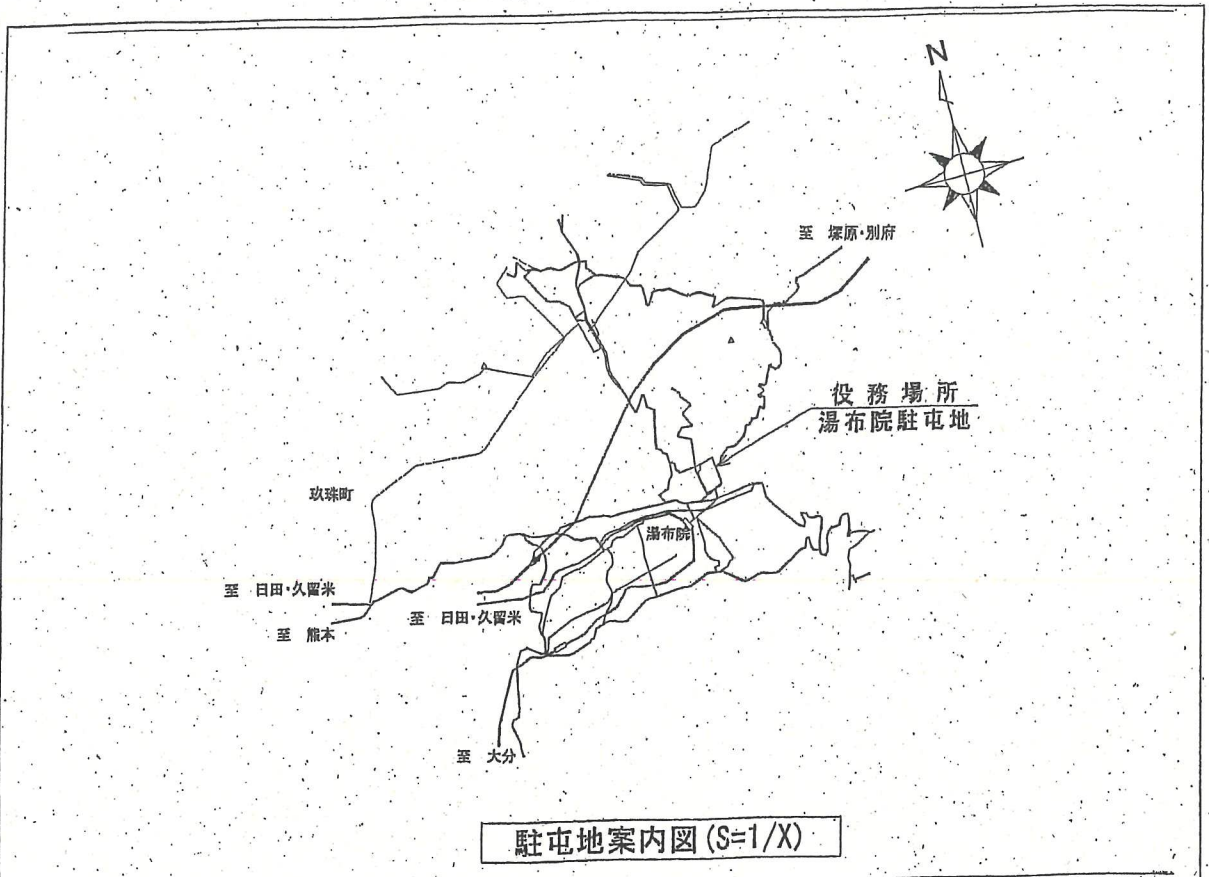 N
至 塚原・別府
役務場所
湯布院駐屯地
玖珠町
湯布院
至 日田・久留米
至 日田・久留米
至 熊本
至 大分
駐屯地案内図(S=1/X)